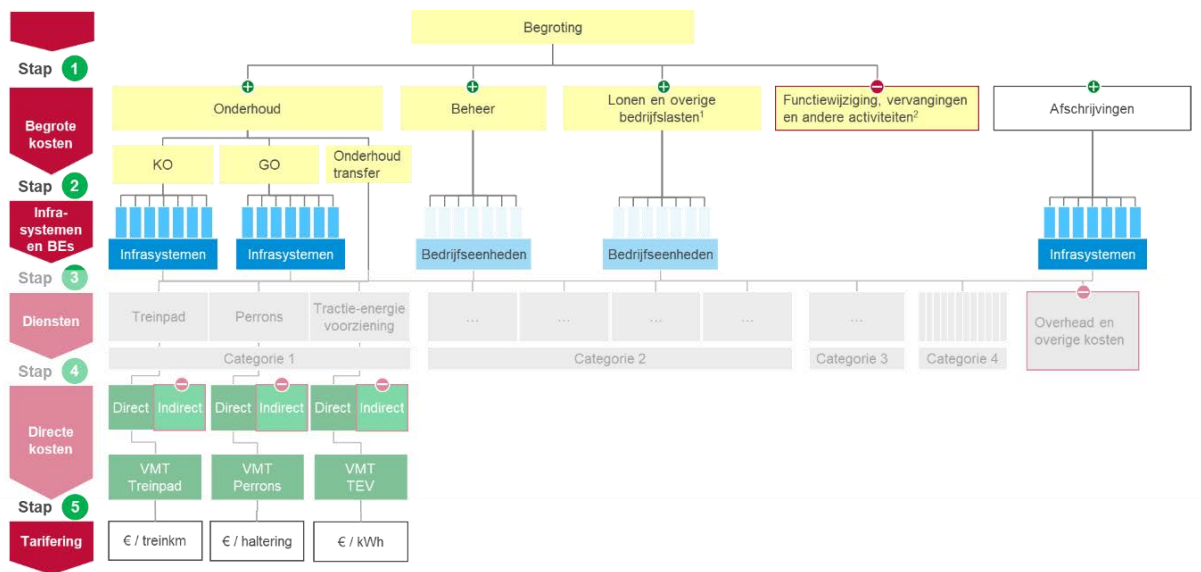 Begroting
Stap 1
Begrote
kosten
Onderhoud
Beheer
Lonen en overige
bedrijfslasten1
Functiewijziging, vervangingen
en andere activiteiten2
Afschrijvingen
KO
GO
Onderhoud
transfer
Stap 2
Infra-
systemen
en BEs
Infrasystemen
Infrasystemen
Bedrijfseenheden
Bedrijfseenheden
Infrasystemen
Stap 3
Diensten
Treinpad
Perrons
Tractie-energie
voorziening
...
...
...
...
...
Overhead en
overige kosten
Categorie 1
Categorie 2
Categorie 3
Categorie 4
Stap 4
Directe
kosten
Direct
Indirect
Direct
Indirect
Direct
Indirect
VMT
Treinpad
VMT
Perrons
VMT
TEV
Stap 5
Tarifering
€ / treinkm
€ / haltering
€ / kWh